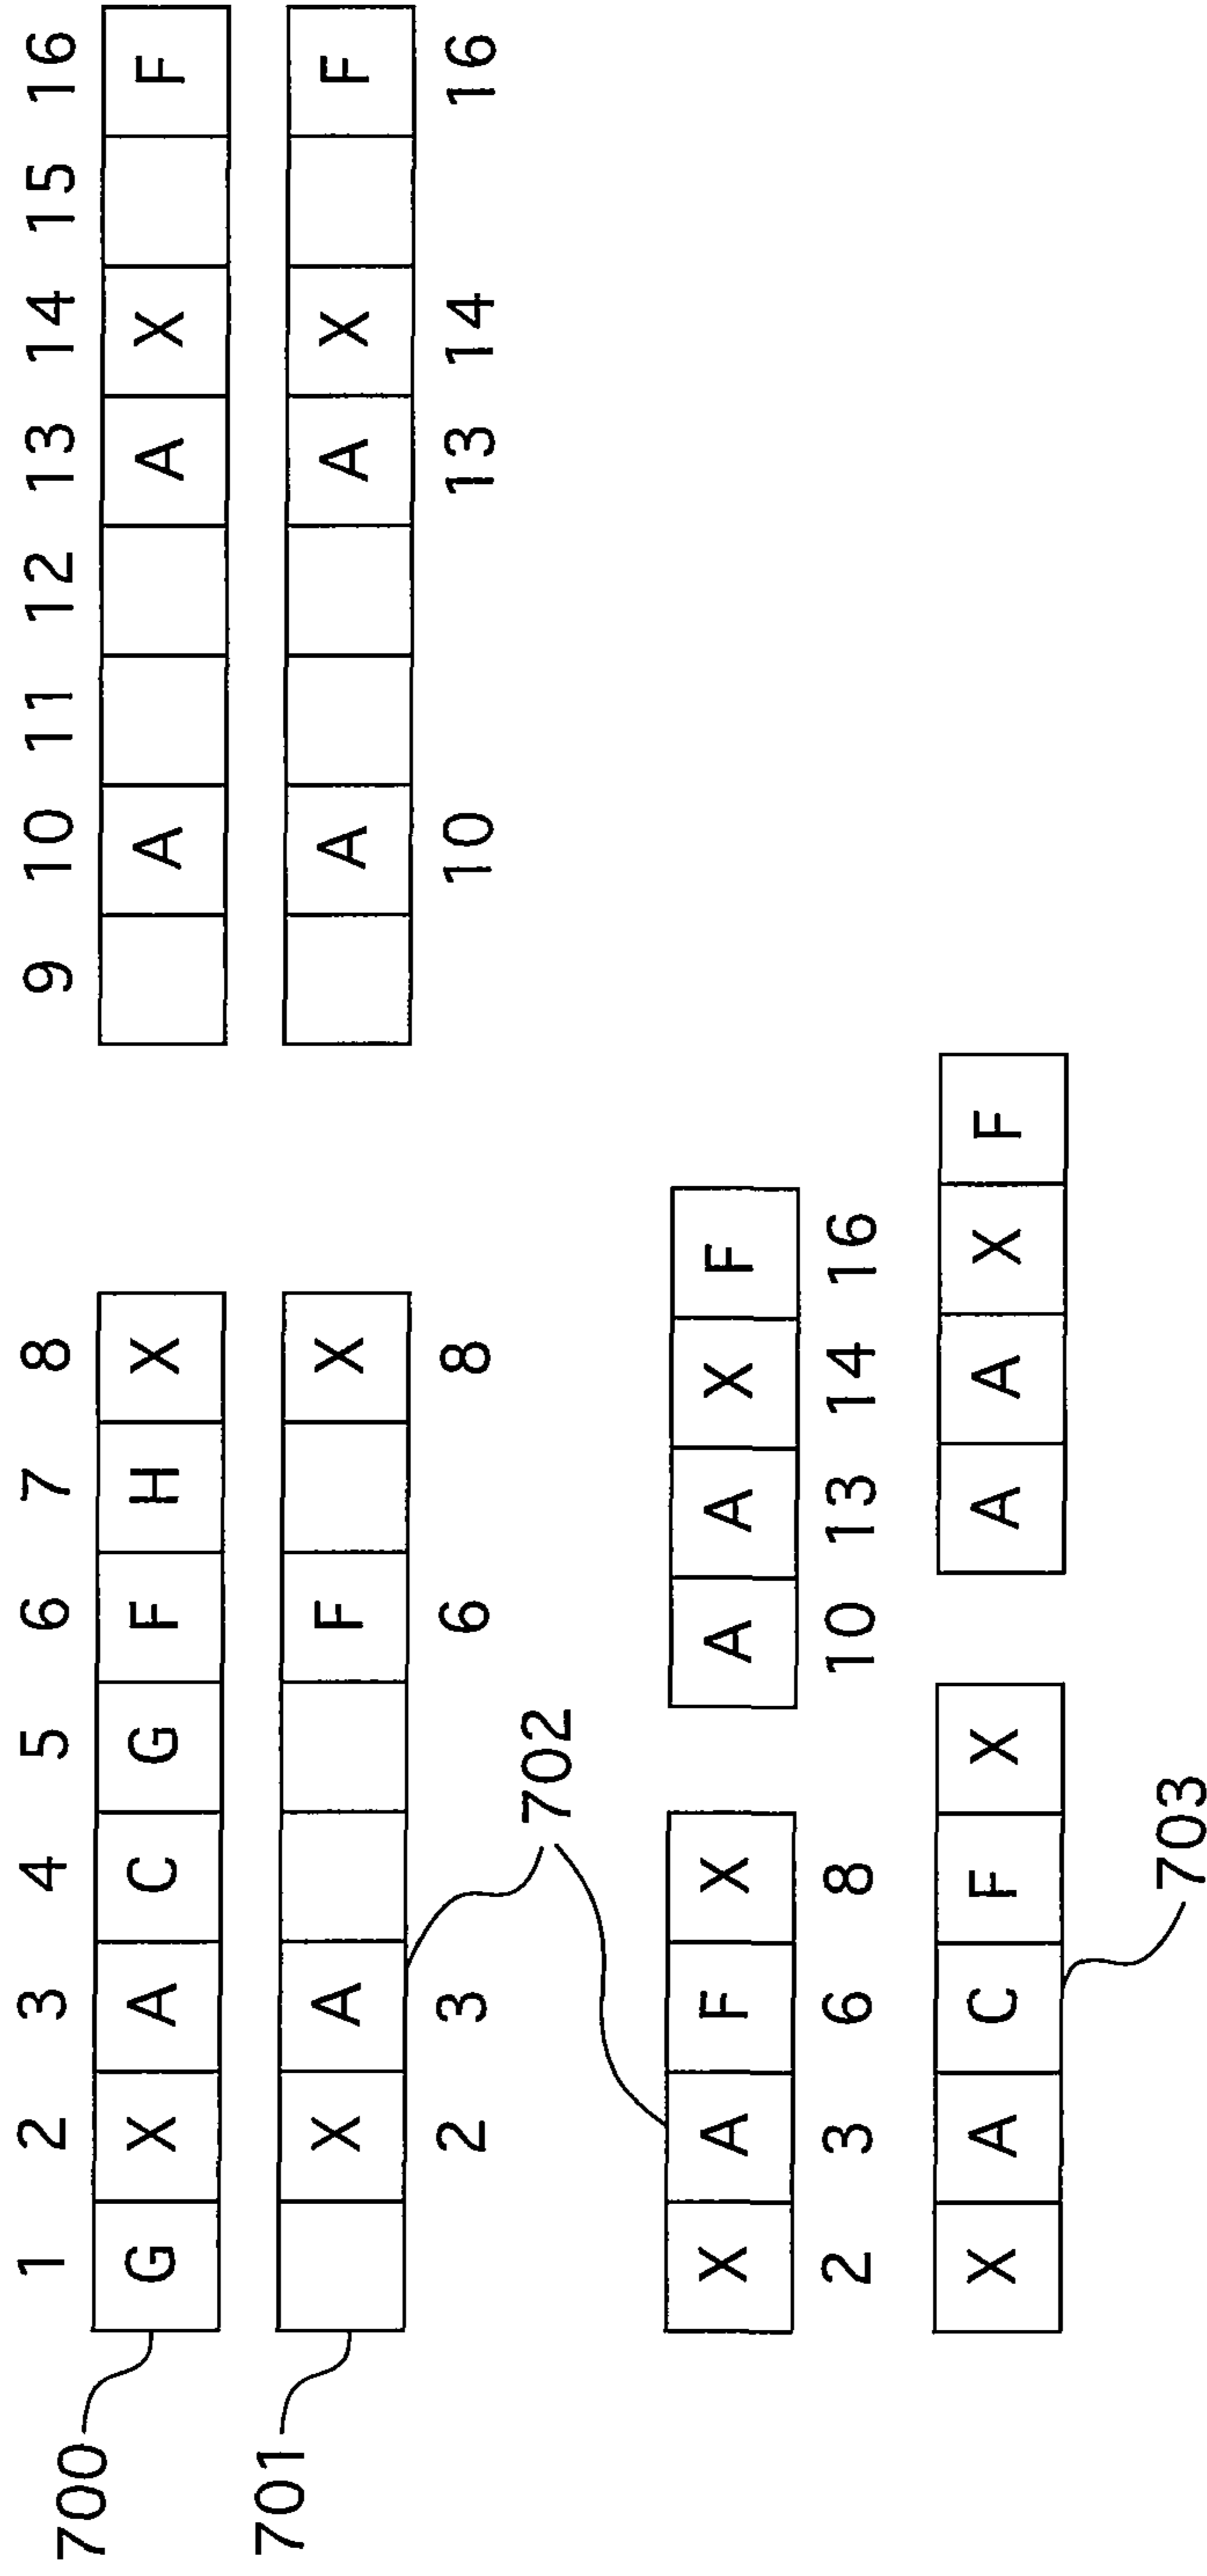 1 2 3 4 5 6 7 8 9 10 11 12 13 14 15 16
700 G X A C G F H X A A X F
701 X A F X A A X F
2 3 6 8 10 13 14 16
702
X A F X A A X F
2 3 6 8 10 13 14 16
X A C F X A A X F
703